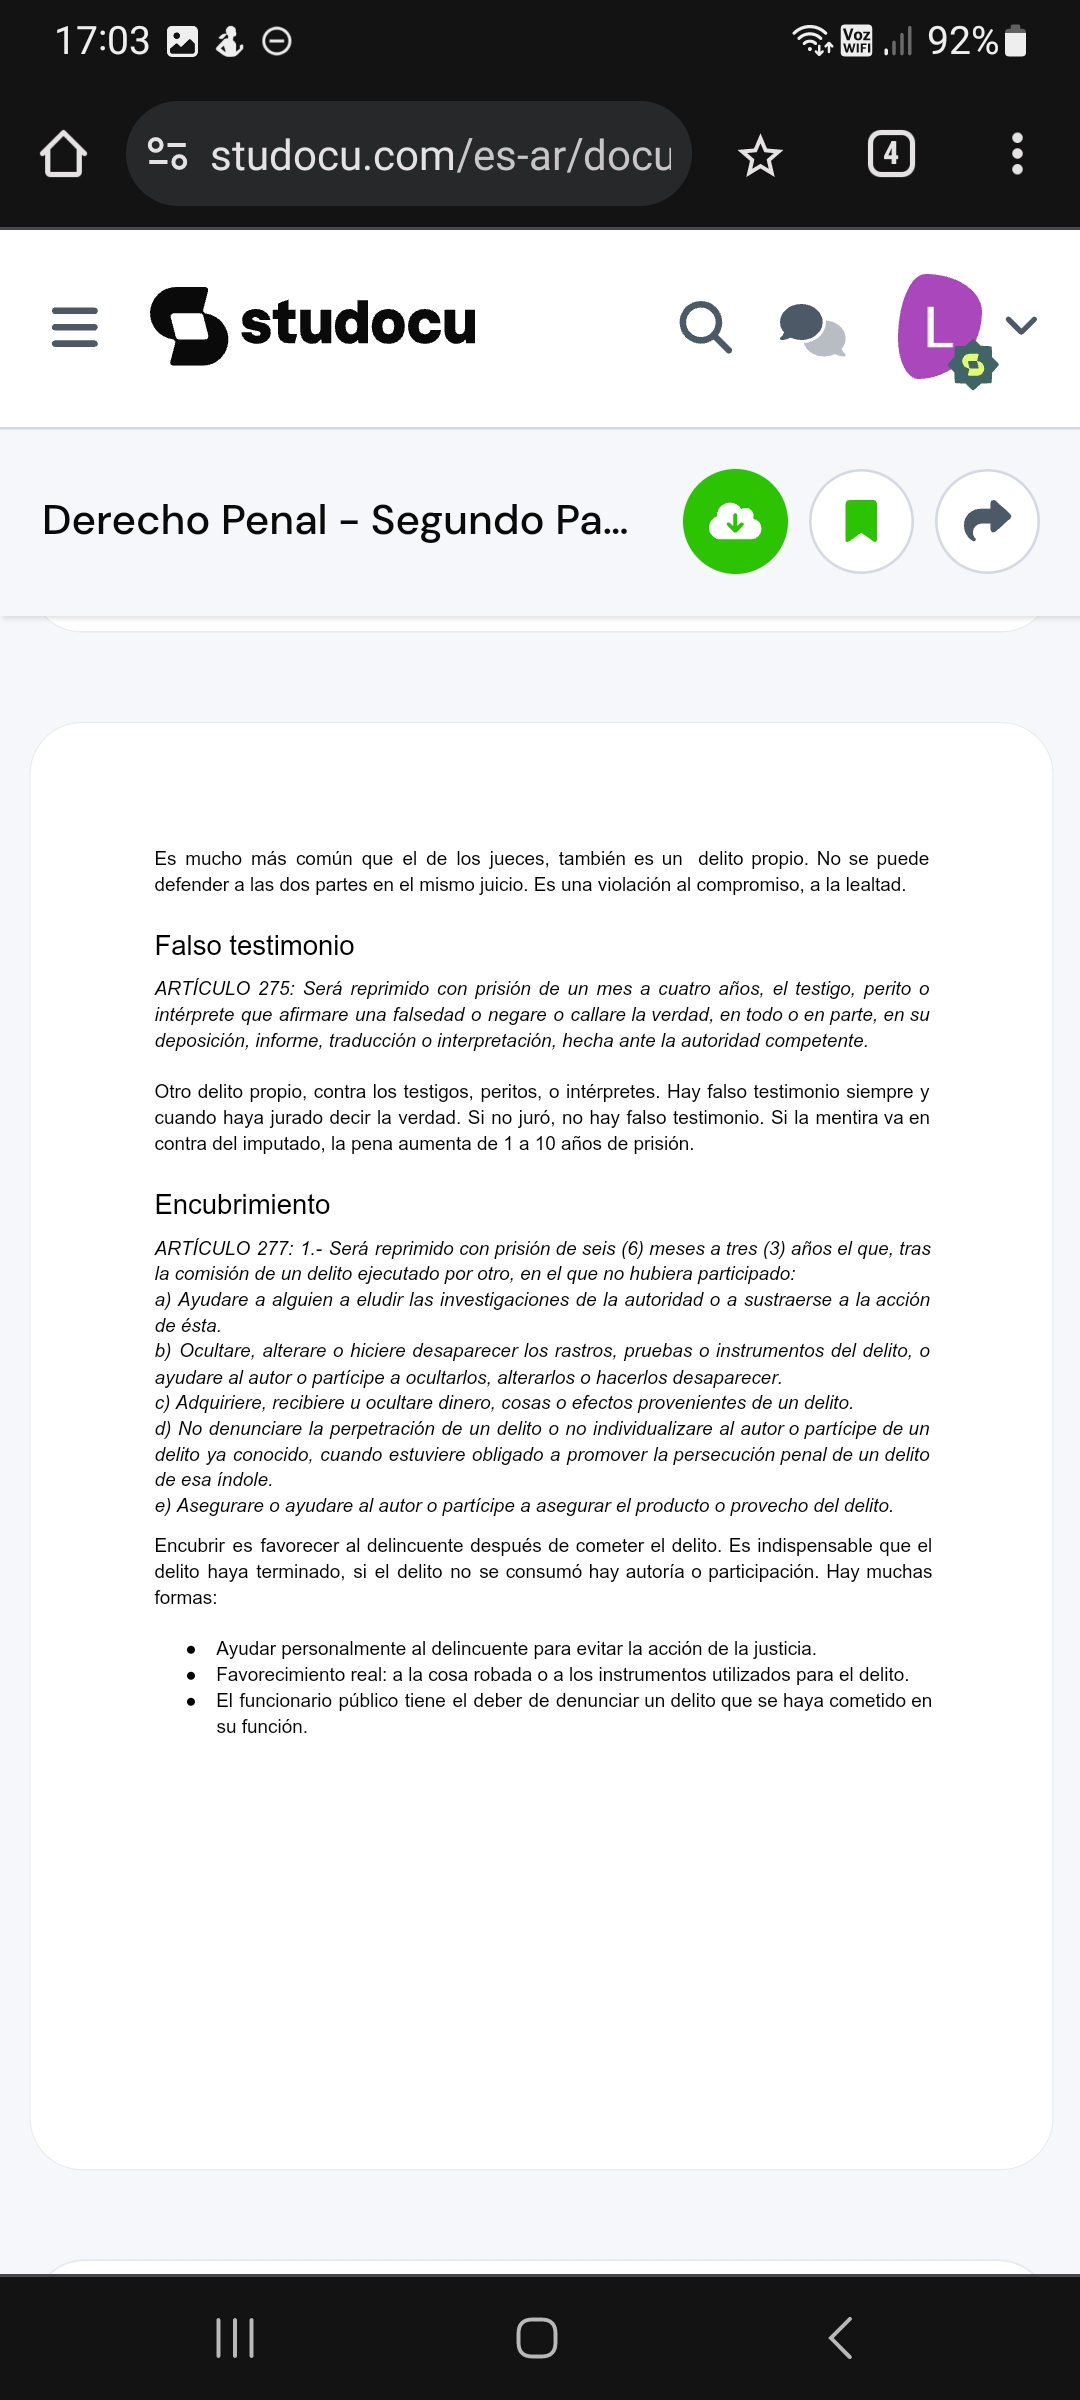 17:03
Voz WIFI
92%
studocu.com/es-ar/docu
4
studocu
L
Derecho Penal - Segundo Pa...
Es mucho más común que el de los jueces, también es un delito propio. No se puede
defender a las dos partes en el mismo juicio. Es una violación al compromiso, a la lealtad.
Falso testimonio
ARTÍCULO 275: Será reprimido con prisión de un mes a cuatro años, el testigo, perito o
intérprete que afirmare una falsedad o negare o callare la verdad, en todo o en parte, en su
deposición, informe, traducción o interpretación, hecha ante la autoridad competente.
Otro delito propio, contra los testigos, peritos, o intérpretes. Hay falso testimonio siempre y
cuando haya jurado decir la verdad. Si no juró, no hay falso testimonio. Si la mentira va en
contra del imputado, la pena aumenta de 1 a 10 años de prisión.
Encubrimiento
ARTÍCULO 277: 1.- Será reprimido con prisión de seis (6) meses a tres (3) años el que, tras
la comisión de un delito ejecutado por otro, en el que no hubiera participado:
a) Ayudare a alguien a eludir las investigaciones de la autoridad o a sustraerse a la acción
de ésta.
b) Ocultare, alterare o hiciere desaparecer los rastros, pruebas o instrumentos del delito, o
ayudare al autor o partícipe a ocultarlos, alterarlos o hacerlos desaparecer.
c) Adquiriere, recibiere u ocultare dinero, cosas o efectos provenientes de un delito.
d) No denunciare la perpetración de un delito o no individualizare al autor o partícipe de un
delito ya conocido, cuando estuviere obligado a promover la persecución penal de un delito
de esa índole.
e) Asegurare o ayudare al autor o partícipe a asegurar el producto o provecho del delito.
Encubrir es favorecer al delincuente después de cometer el delito. Es indispensable que el
delito haya terminado, si el delito no se consumó hay autoría o participación. Hay muchas
formas:
● Ayudar personalmente al delincuente para evitar la acción de la justicia.
● Favorecimiento real: a la cosa robada o a los instrumentos utilizados para el delito.
● El funcionario público tiene el deber de denunciar un delito que se haya cometido en
su función.